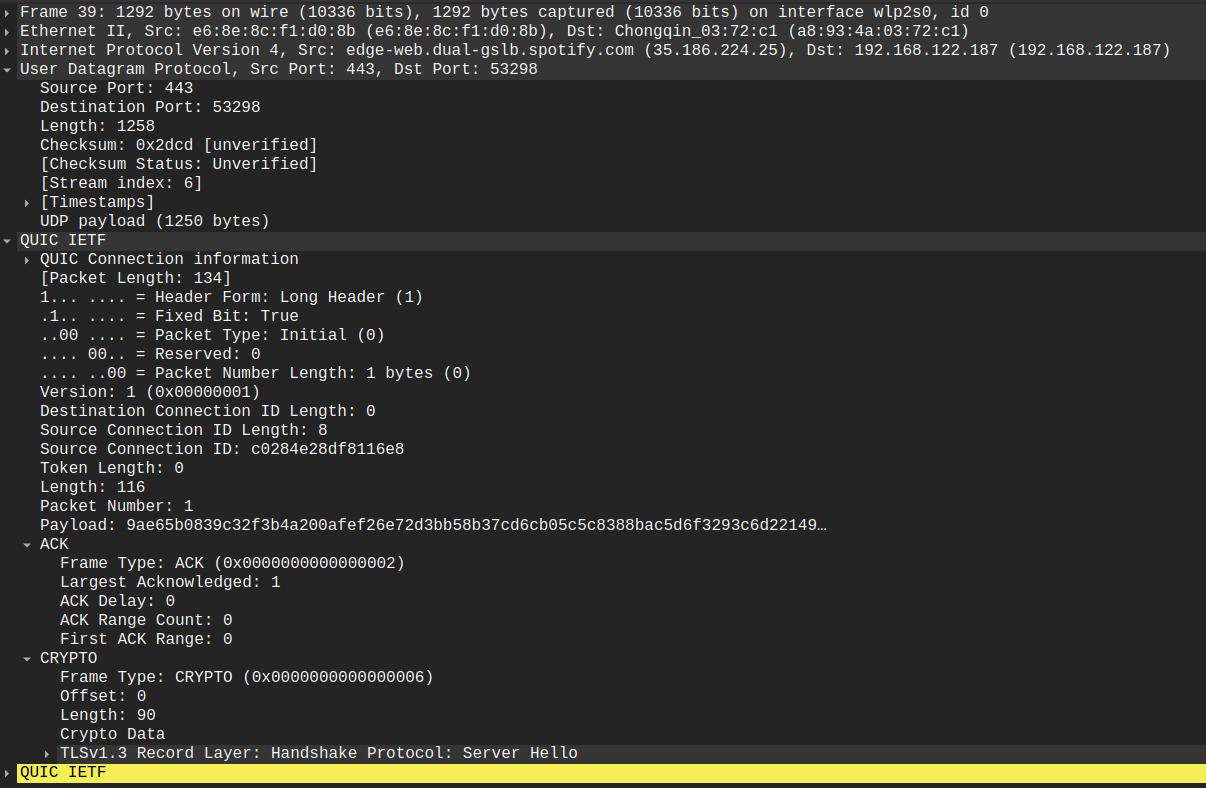 Frame 39: 1292 bytes on wire (10336 bits), 1292 bytes captured (10336 bits) on interface wlp2s0, id 0
Ethernet II, Src: e6:8e:8c:f1:d0:8b (e6:8e:8c:f1:d0:8b), Dst: Chongqin_03:72:c1 (a8:93:4a:03:72:c1)
Internet Protocol Version 4, Src: edge-web.dual-gslb.spotify.com (35.186.224.25), Dst: 192.168.122.187 (192.168.122.187)
User Datagram Protocol, Src Port: 443, Dst Port: 53298
Source Port: 443
Destination Port: 53298
Length: 1258
Checksum: 0x2dcd [unverified]
[Checksum Status: Unverified]
[Stream index: 6]
[Timestamps]
UDP payload (1250 bytes)
QUIC IETF
QUIC Connection information
[Packet Length: 134]
1... .... = Header Form: Long Header (1)
.1.. .... = Fixed Bit: True
..00 .... = Packet Type: Initial (0)
.... 00.. = Reserved: 0
.... ..00 = Packet Number Length: 1 bytes (0)
Version: 1 (0x00000001)
Destination Connection ID Length: 0
Source Connection ID Length: 8
Source Connection ID: c0284e28df8116e8
Token Length: 0
Length: 116
Packet Number: 1
Payload: 9ae65b0839c32f3b4a200afef26e72d3bb58b37cd6cb05c5c8388bac5d6f3293c6d22149…
ACK
Frame Type: ACK (0x0000000000000002)
Largest Acknowledged: 1
ACK Delay: 0
ACK Range Count: 0
First ACK Range: 0
CRYPTO
Frame Type: CRYPTO (0x0000000000000006)
Offset: 0
Length: 90
Crypto Data
TLSv1.3 Record Layer: Handshake Protocol: Server Hello
QUIC IETF